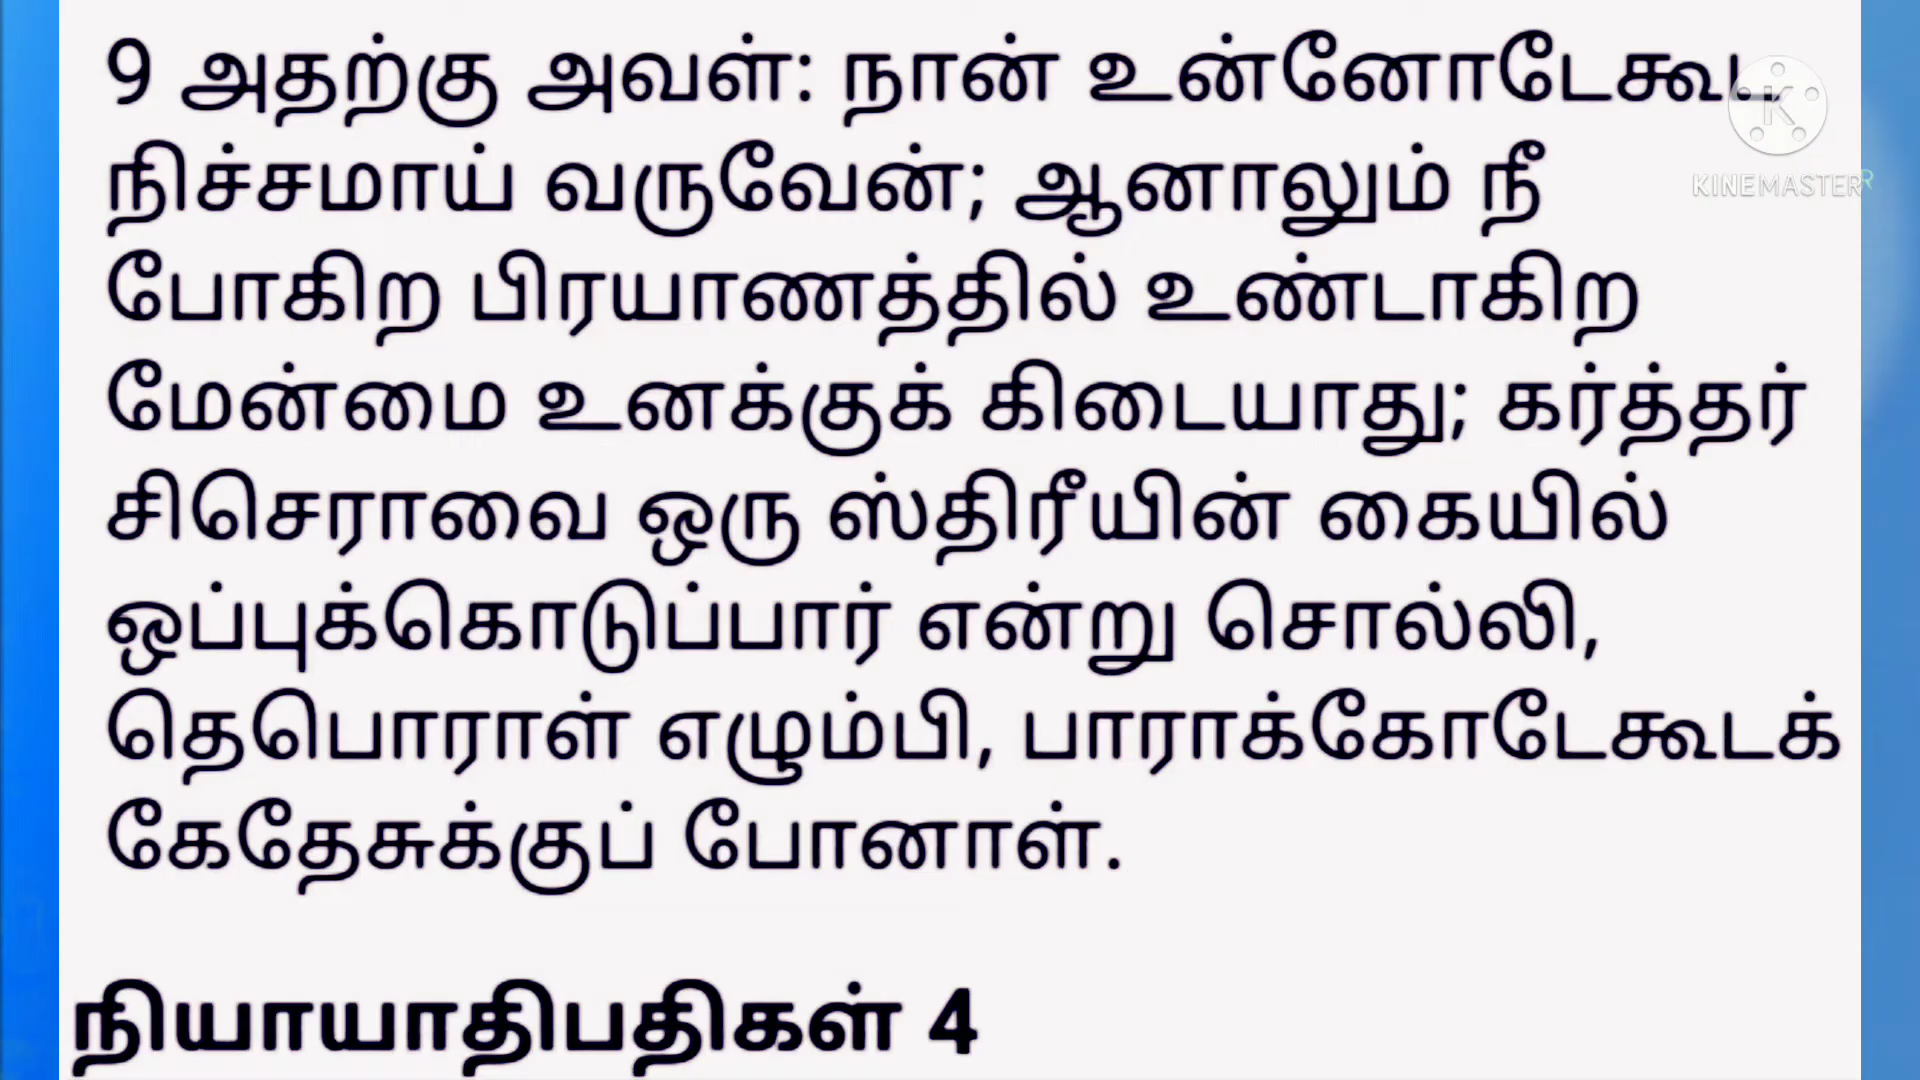 9 அதற்கு அவள்: நான் உன்னோடேகூட
நிச்சமாய் வருவேன்; ஆனாலும் நீ
போகிற பிரயாணத்தில் உண்டாகிற
மேன்மை உனக்குக் கிடையாது; கர்த்தர்
சிசெராவை ஒரு ஸ்திரீயின் கையில்
ஒப்புக்கொடுப்பார் என்று சொல்லி,
தெபொராள் எழும்பி, பாராக்கோடேகூடக்
கேதேசுக்குப் போனாள்.
நியாயாதிபதிகள் 4
K
KINEMASTER